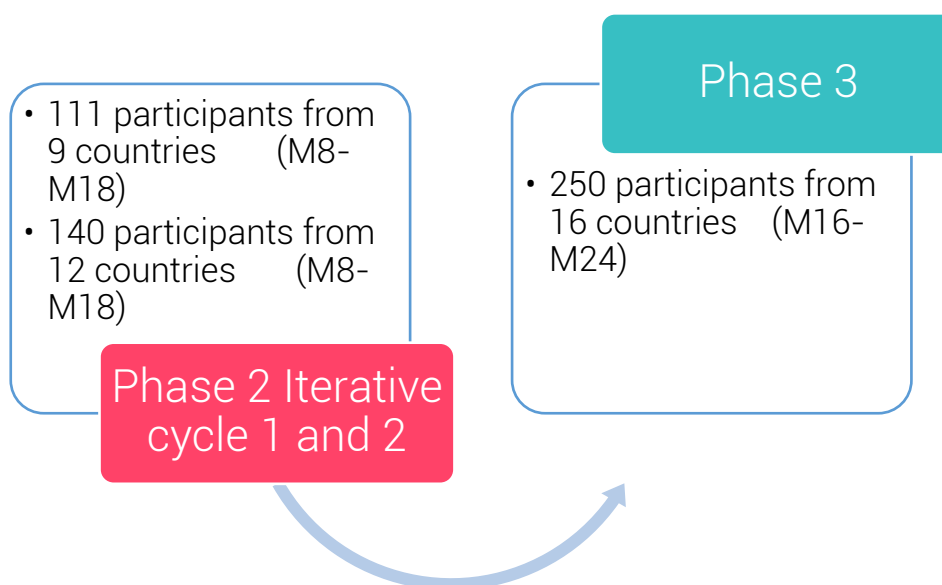 • 111 participants from
9 countries (M8-
M18)
• 140 participants from
12 countries (M8-
M18)
Phase 2 Iterative
cycle 1 and 2
Phase 3
• 250 participants from
16 countries (M16-
M24)